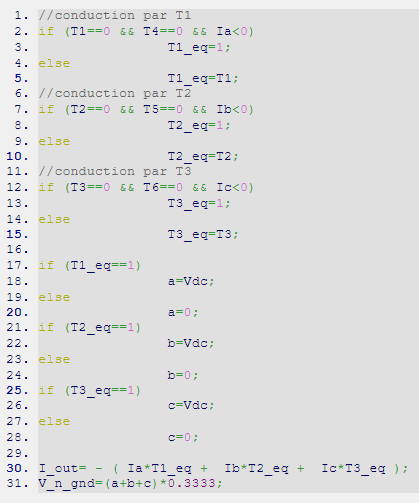 1. //conduction par T1
2. if (T1==0 && T4==0 && Ia<0)
3. T1_eq=1;
4. else
5. T1_eq=T1;
6. //conduction par T2
7. if (T2==0 && T5==0 && Ib<0)
8. T2_eq=1;
9. else
10. T2_eq=T2;
11. //conduction par T3
12. if (T3==0 && T6==0 && Ic<0)
13. T3_eq=1;
14. else
15. T3_eq=T3;
16.
17. if (T1_eq==1)
18. a=Vdc;
19. else
20. a=0;
21. if (T2_eq==1)
22. b=Vdc;
23. else
24. b=0;
25. if (T3_eq==1)
26. c=Vdc;
27. else
28. c=0;
29.
30. I_out= - ( Ia*T1_eq + Ib*T2_eq + Ic*T3_eq );
31. V_n_gnd=(a+b+c)*0.3333;